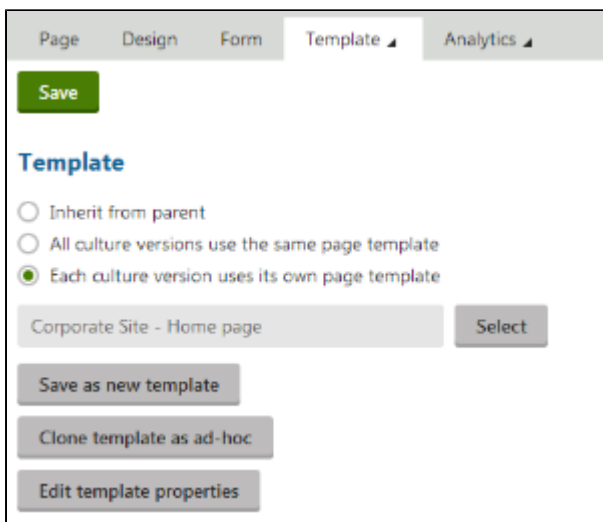 Page Design Form Template Analytics
Save
Template
Inherit from parent
All culture versions use the same page template
Each culture version uses its own page template
Corporate Site - Home page Select
Save as new template
Clone template as ad-hoc
Edit template properties